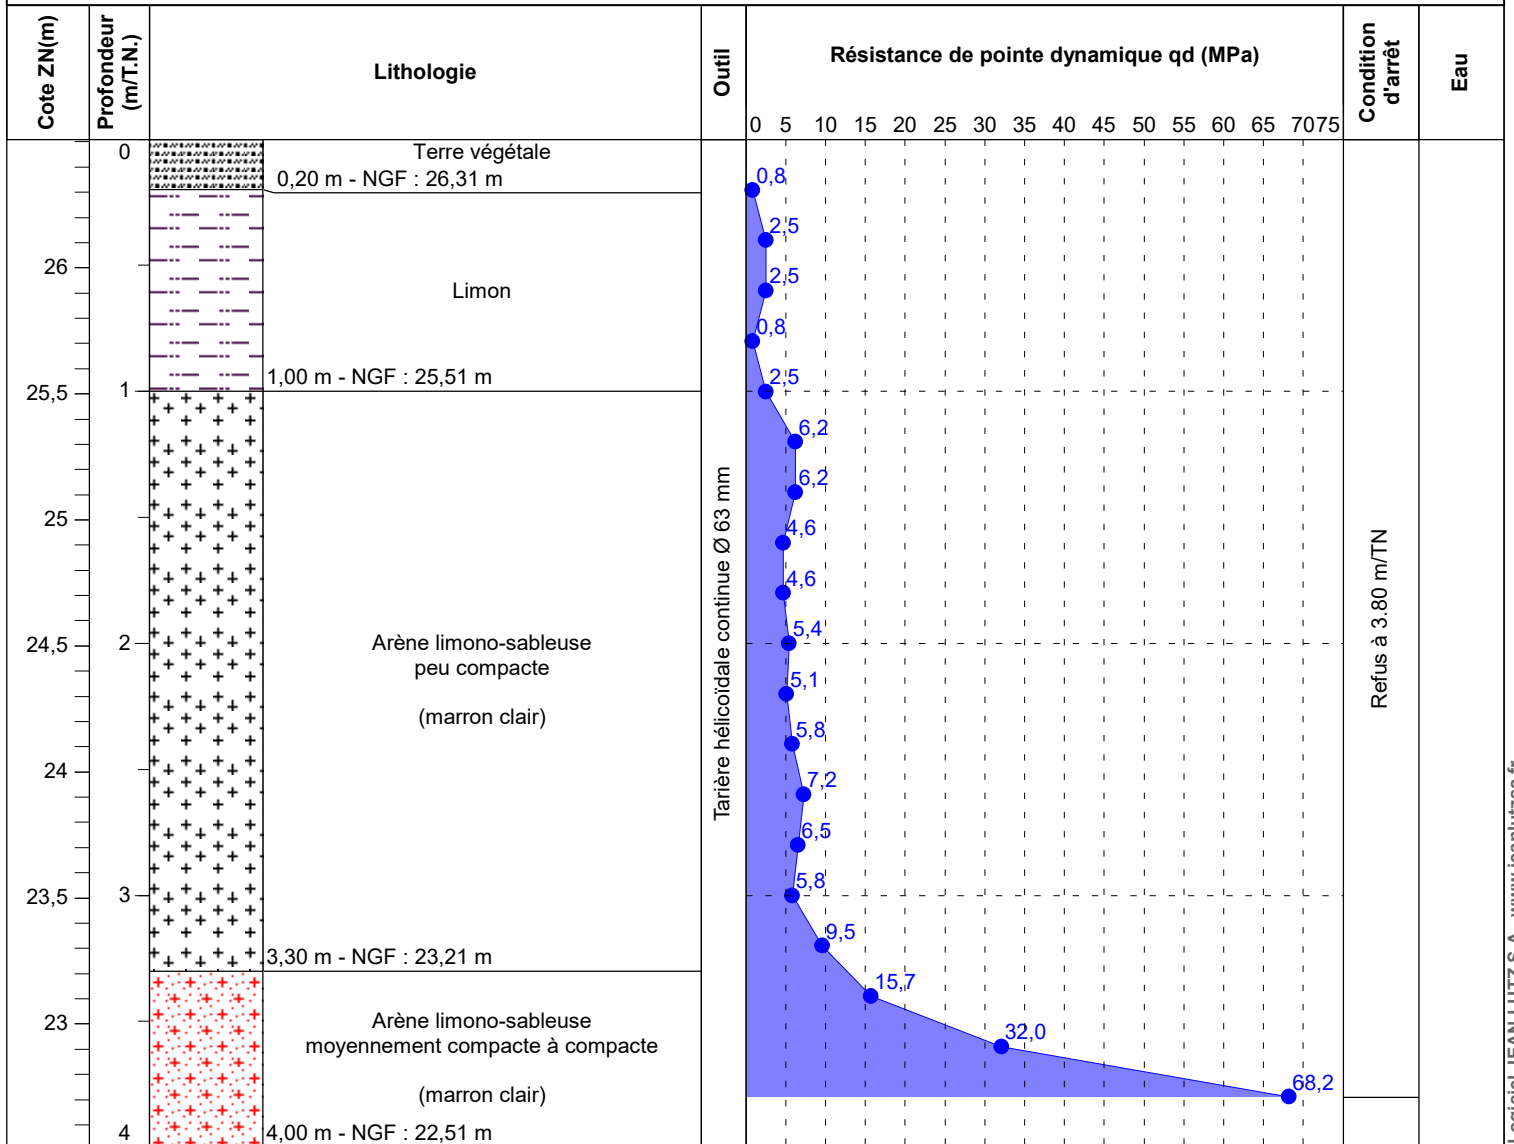 Cote ZN(m)
Profondeur
(m/T.N.)
Lithologie
Outil
Résistance de pointe dynamique qd (MPa)
0 5 10 15 20 25 30 35 40 45 50 55 60 65 70 75
Condition
d'arrêt
Eau
0
Terre végétale
0,20 m - NGF : 26,31 m
0,8
2,5
26
Limon
2,5
0,8
1,00 m - NGF : 25,51 m
2,5
25,5
1
6,2
6,2
25
4,6
4,6
24,5
2
Arène limono-sableuse
peu compacte
(marron clair)
5,4
5,1
5,8
24
7,2
6,5
23,5
3
5,8
9,5
3,30 m - NGF : 23,21 m
15,7
23
Arène limono-sableuse
moyennement compacte à compacte
(marron clair)
32,0
68,2
4
4,00 m - NGF : 22,51 m
Tarière hélicoïdale continue Ø 63 mm
Refus à 3.80 m/TN